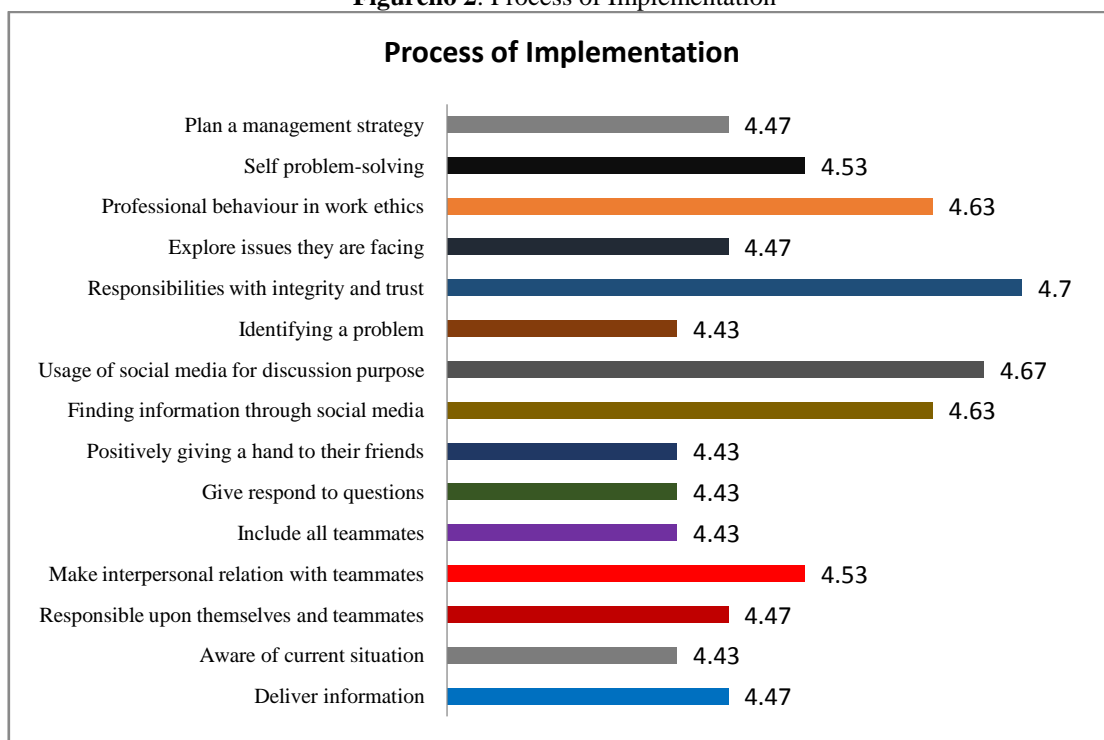 Figureno 2: Process of Implementation
Process of Implementation
Plan a management strategy 4.47
Self problem-solving 4.53
Professional behaviour in work ethics 4.63
Explore issues they are facing 4.47
Responsibilities with integrity and trust 4.7
Identifying a problem 4.43
Usage of social media for discussion purpose 4.67
Finding information through social media 4.63
Positively giving a hand to their friends 4.43
Give respond to questions 4.43
Include all teammates 4.43
Make interpersonal relation with teammates 4.53
Responsible upon themselves and teammates 4.47
Aware of current situation 4.43
Deliver information 4.47